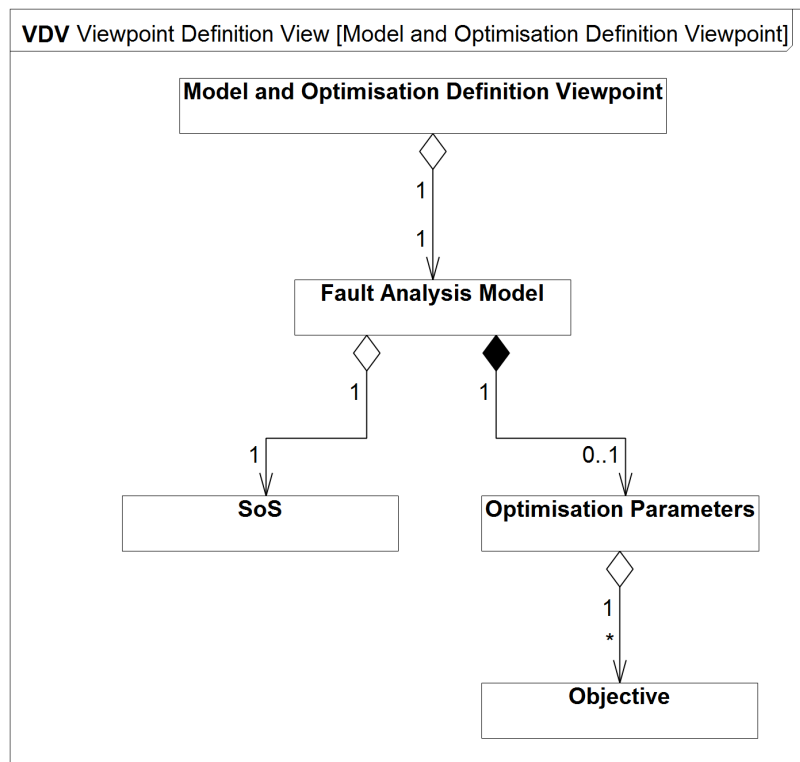 VDV Viewpoint Definition View [Model and Optimisation Definition Viewpoint]
Model and Optimisation Definition Viewpoint
1
1
Fault Analysis Model
1
1
1
0..1
SoS
Optimisation Parameters
1
*
Objective